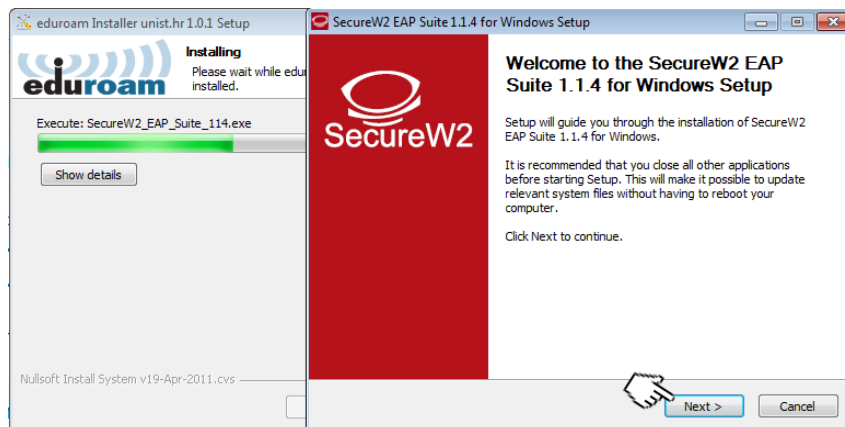 eduroam Installer unist.hr 1.0.1 Setup
Installing
Please wait while
installed.
eduroam
Execute: SecureW2_EAP_Suite_114.exe
Show details
Nullsoft Install System v19-Apr-2011.cvs
SecureW2 EAP Suite 1.1.4 for Windows Setup
SecureW2
Welcome to the SecureW2 EAP
Suite 1.1.4 for Windows Setup
Setup will guide you through the installation of SecureW2
EAP Suite 1.1.4 for Windows.
It is recommended that you close all other applications
before starting Setup. This will make it possible to update
relevant system files without having to reboot your
computer.
Click Next to continue.
Next >
Cancel